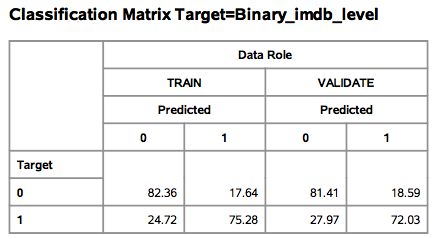 Classification Matrix Target=Binary_imdb_level
Data Role
TRAIN VALIDATE
Predicted Predicted
0 1 0 1
Target
0 82.36 17.64 81.41 18.59
1 24.72 75.28 27.97 72.03